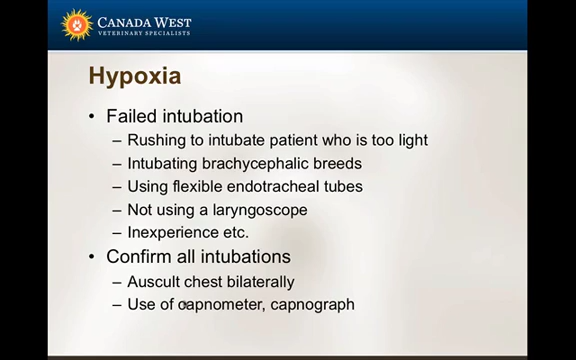 CANADA WEST
VETERINARY SPECIALISTS
Hypoxia
• Failed intubation
– Rushing to intubate patient who is too light
– Intubating brachycephalic breeds
– Using flexible endotracheal tubes
– Not using a laryngoscope
– Inexperience etc.
• Confirm all intubations
– Auscult chest bilaterally
– Use of capnometer, capnograph